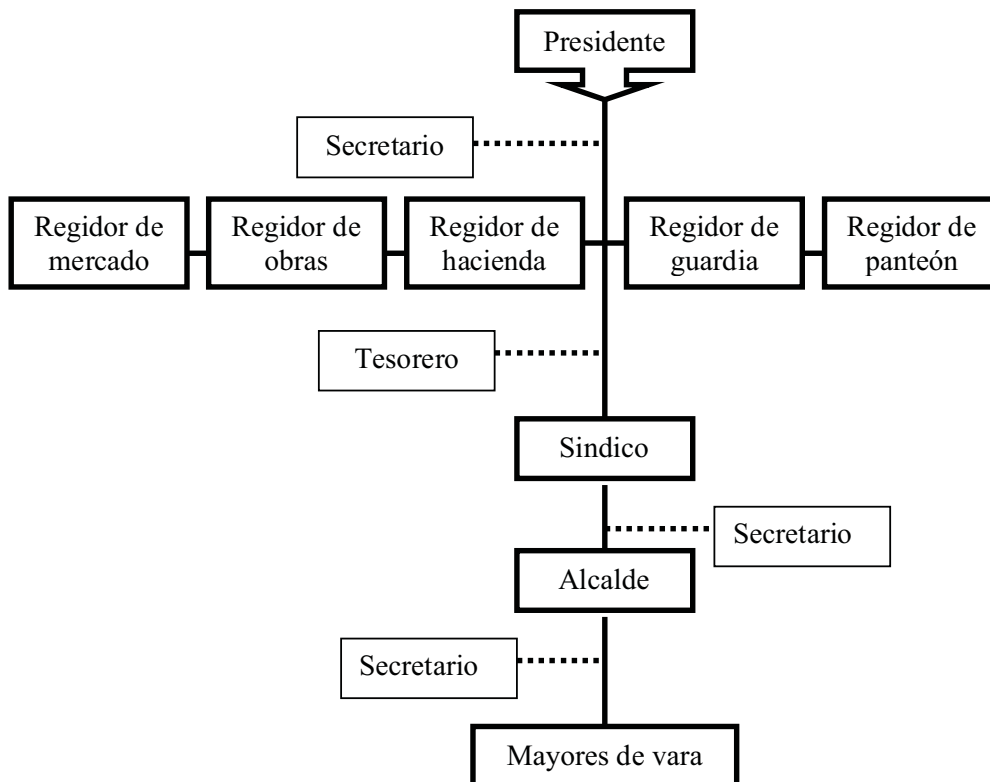 Presidente
Secretario
Regidor de
mercado
Regidor de
obras
Regidor de
hacienda
Regidor de
guardia
Regidor de
panteón
Tesorero
Sindico
Secretario
Alcalde
Secretario
Mayores de vara